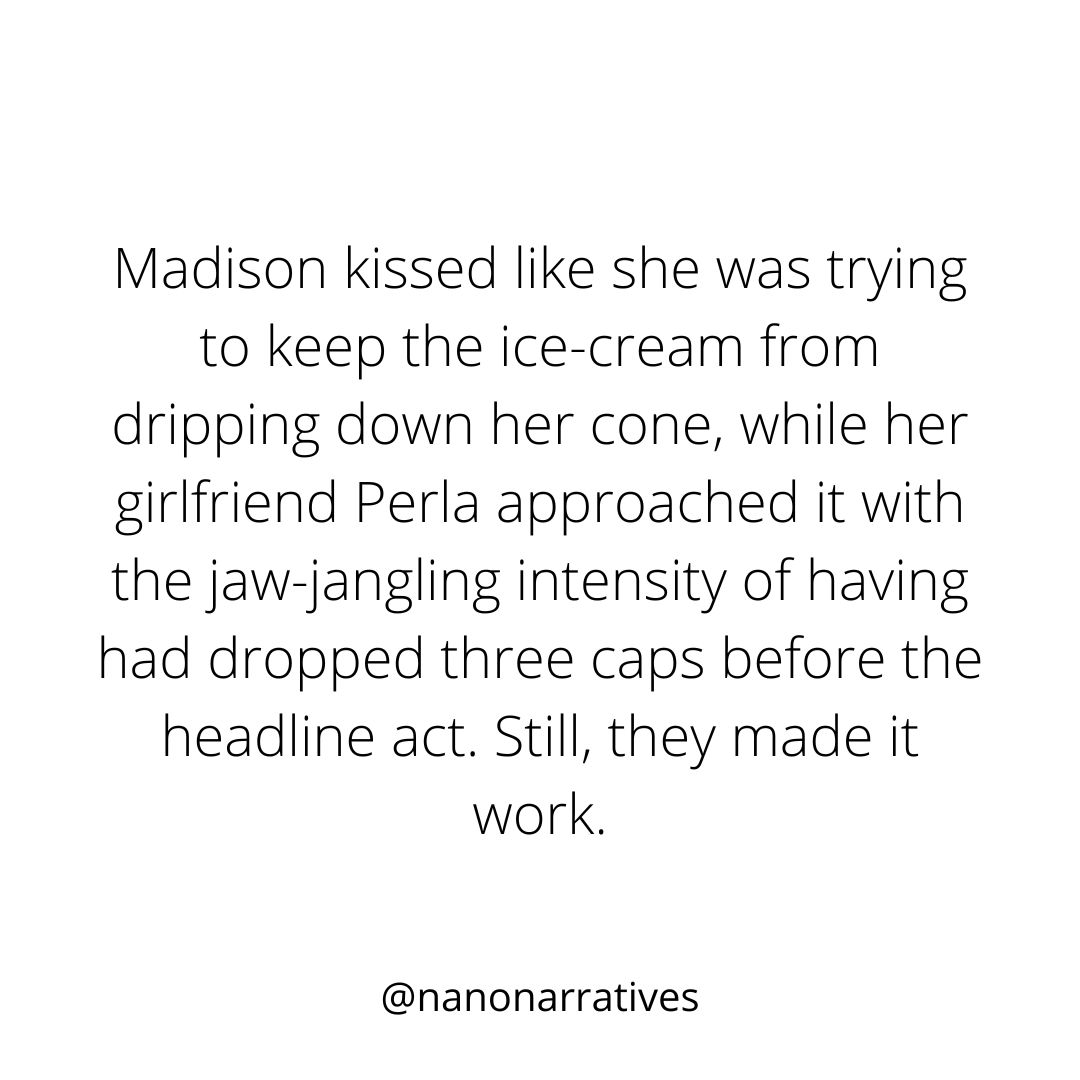 Madison kissed like she was trying
to keep the ice-cream from
dripping down her cone, while her
girlfriend Perla approached it with
the jaw-jangling intensity of having
had dropped three caps before the
headline act. Still, they made it
work.
@nanonarratives